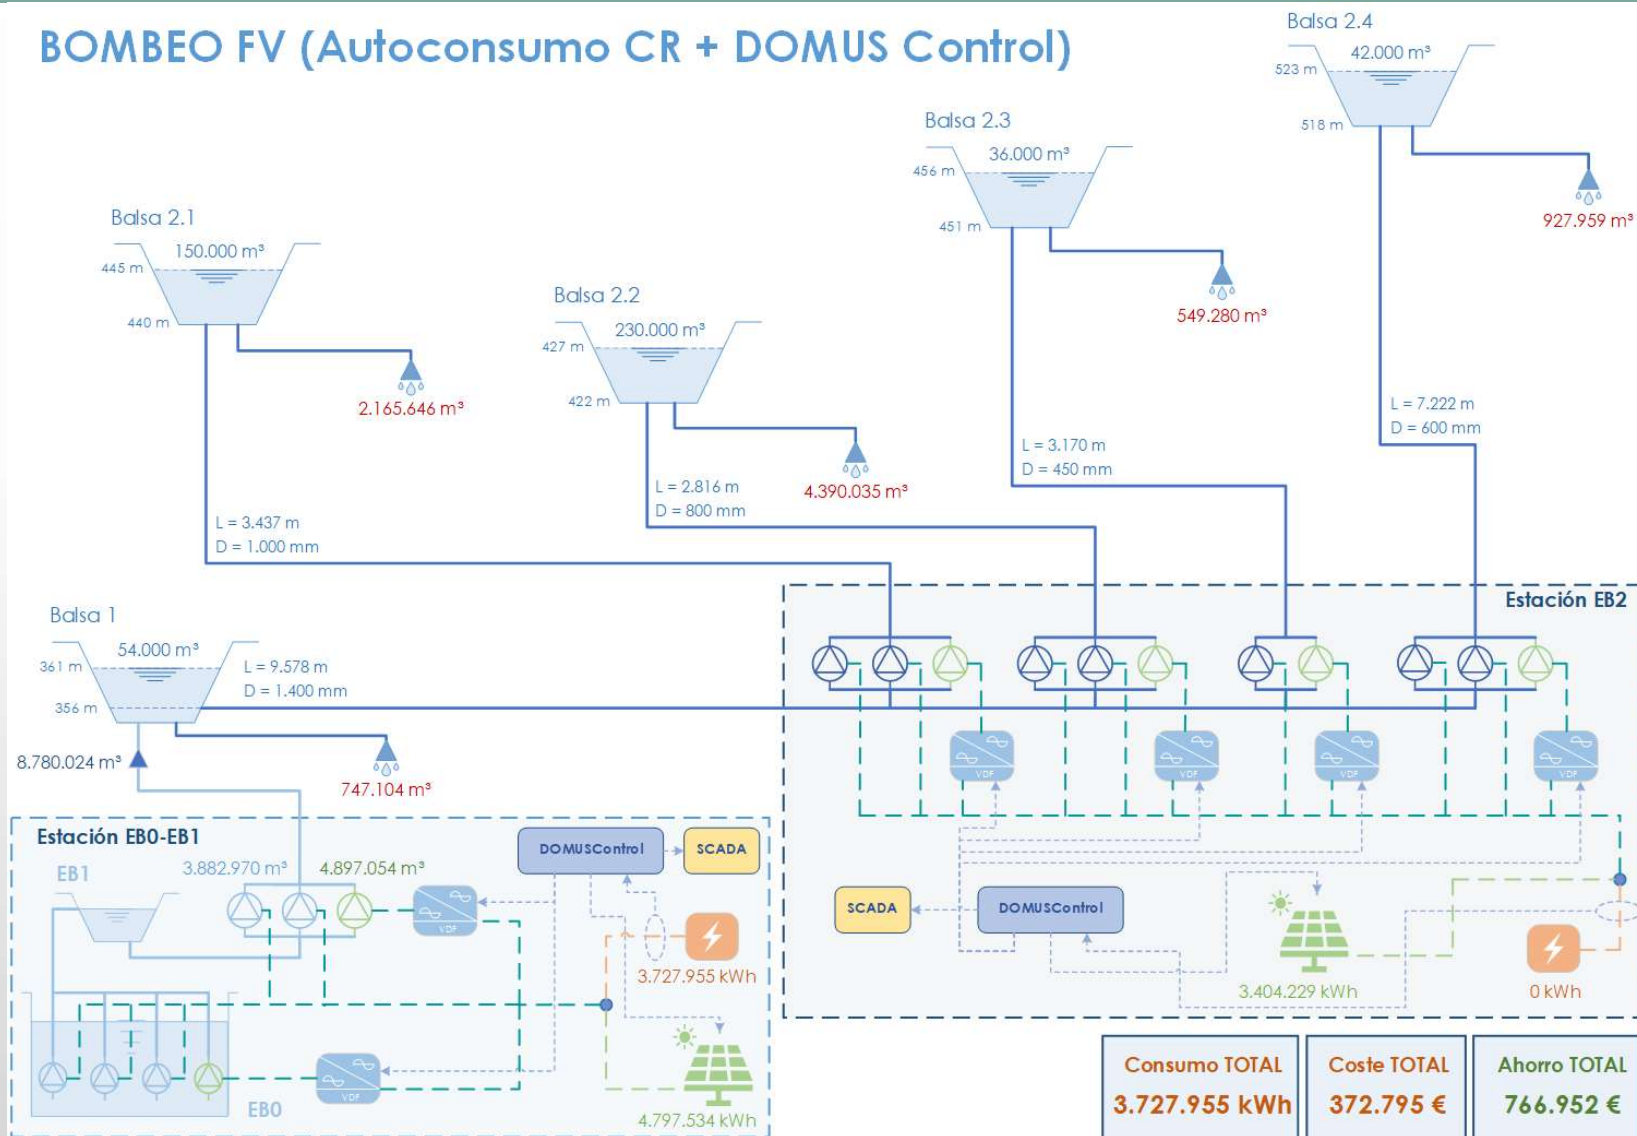 BOMBEO FV (Autoconsumo CR + DOMUS Control)
Balsa 2.4
42.000 m³
523 m
518 m
927.959 m³
L = 7.222 m
D = 600 mm
Balsa 2.3
36.000 m³
456 m
451 m
549.280 m³
L = 3.170 m
D = 450 mm
Balsa 2.1
150.000 m³
445 m
440 m
2.165.646 m³
L = 3.437 m
D = 1.000 mm
Balsa 2.2
230.000 m³
427 m
422 m
4.390.035 m³
L = 2.816 m
D = 800 mm
Balsa 1
54.000 m³
361 m
356 m
L = 9.578 m
D = 1.400 mm
8.780.024 m³
747.104 m³
Estación EB2
VDF
VDF
VDF
VDF
SCADA
DOMUSControl
3.404.229 kWh
0 kWh
Estación EB0-EB1
EB1
3.882.970 m³
4.897.054 m³
DOMUSControl
SCADA
VDF
3.727.955 kWh
VDF
EB0
4.797.534 kWh
Consumo TOTAL
3.727.955 kWh
Coste TOTAL
372.795 €
Ahorro TOTAL
766.952 €